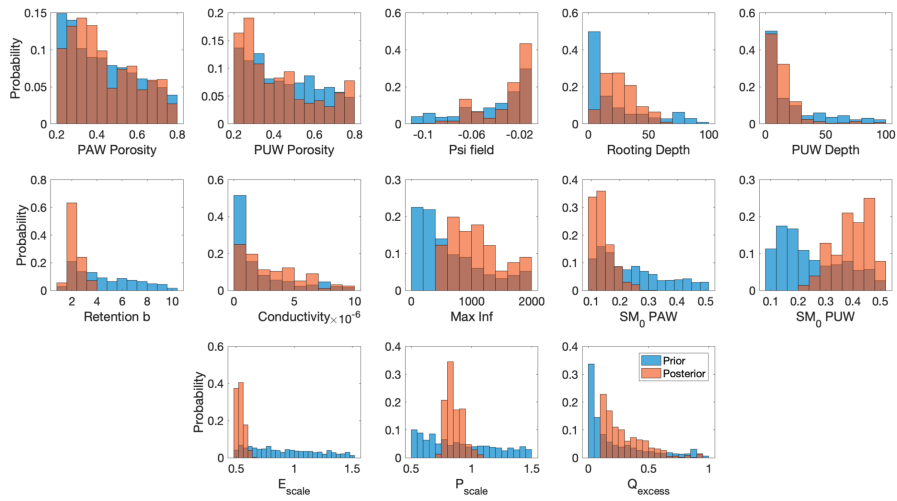 0.15
0.1
0.05
0
0.2 0.4 0.6 0.8
PAW Porosity
Probability
0.2
0.15
0.1
0.05
0
0.2 0.4 0.6 0.8
PUW Porosity
0.6
0.4
0.2
0
-0.1 -0.06 -0.02
Psi field
0.6
0.4
0.2
0
0 50 100
Rooting Depth
0.6
0.4
0.2
0
0 50 100
PUW Depth
0.8
0.6
0.4
0.2
0
2 4 6 8 10
Retention b
Probability
0.6
0.4
0.2
0
0 5 10
Conductivity×10-6
0.3
0.2
0.1
0
0 1000 2000
Max Inf
0.4
0.3
0.2
0.1
0
0.1 0.2 0.3 0.4 0.5
SM0 PAW
0.3
0.2
0.1
0
0.1 0.2 0.3 0.4 0.5
SM0 PUW
0.6
0.4
0.2
0
0.5 1 1.5
Escale
Probability
0.4
0.2
0
0.5 1 1.5
Pscale
0.4
0.3
0.2
0.1
0
0 0.5 1
Qexcess
Prior
Posterior